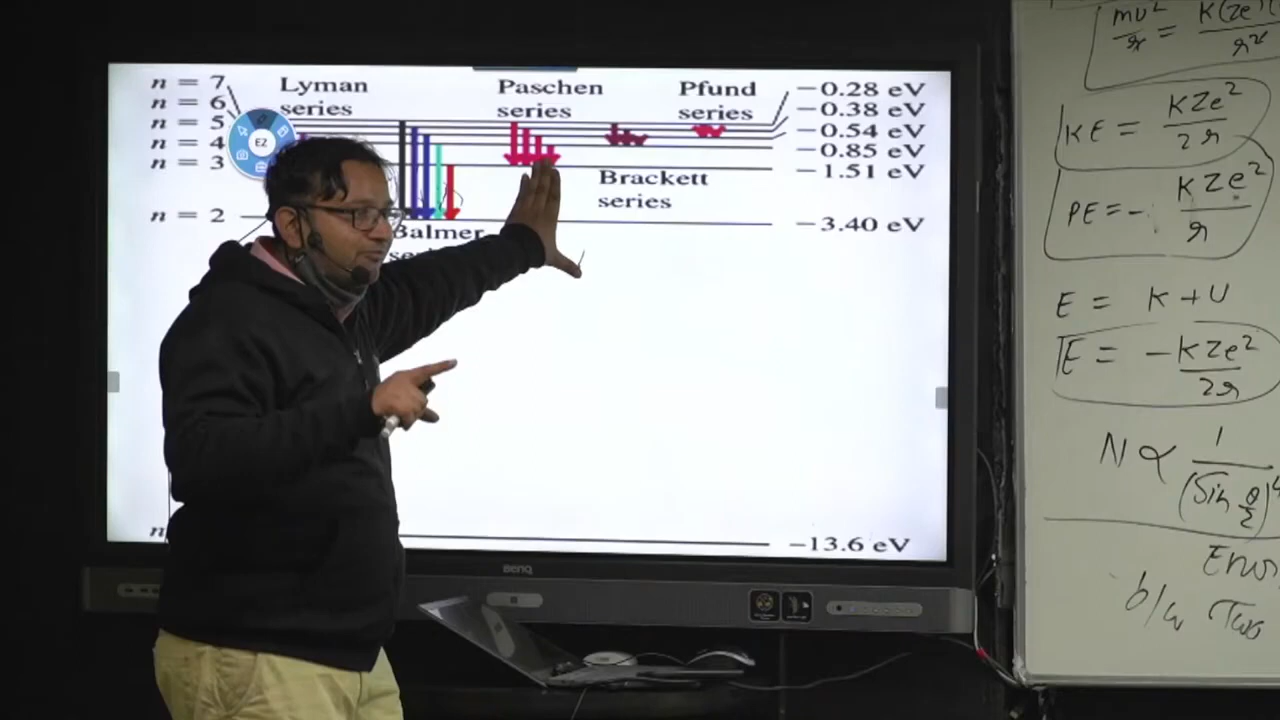 n = 7
n = 6
n = 5
n = 4
n = 3
n = 2
n
Lyman
series
Paschen
series
Pfund
series
Brackett
series
Balmer
−0.28 eV
−0.38 eV
−0.54 eV
−0.85 eV
−1.51 eV
−3.40 eV
−13.6 eV
EZ
BenQ
KE = KZe²/2r
PE = - KZe²/r
E = K + U
E = -KZe²/2r
N ∝ 1/(Sin θ/2)⁴
b/w Two